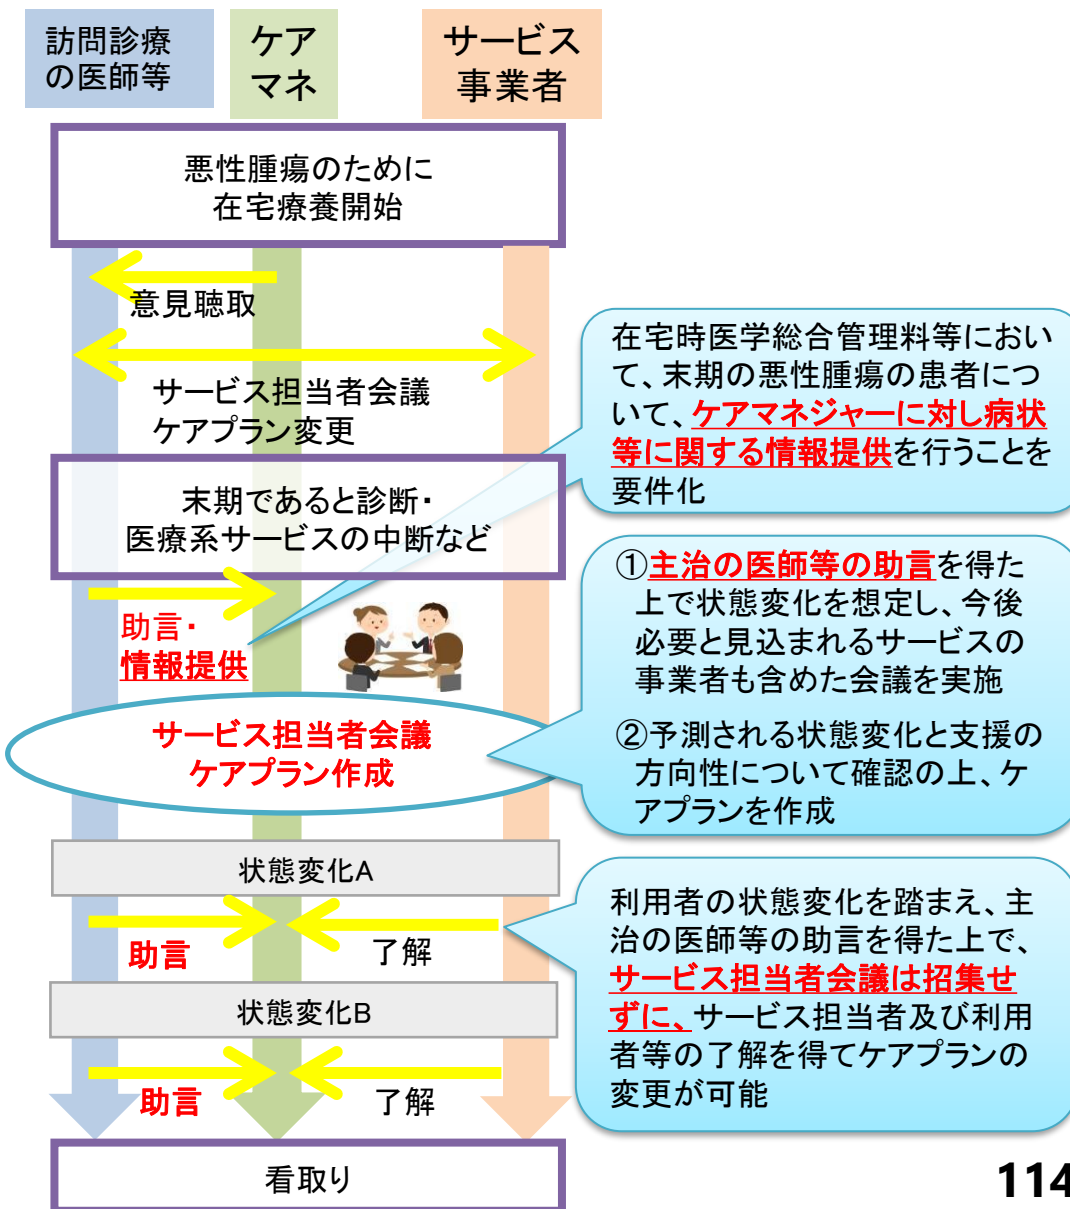 訪問診療
の医師等
ケア
マネ
サービス
事業者
悪性腫瘍のために
在宅療養開始
意見聴取
サービス担当者会議
ケアプラン変更
在宅時医学総合管理料等におい
て、末期の悪性腫瘍の患者につ
いて、ケアマネジャーに対し病状
等に関する情報提供を行うことを
要件化
末期であると診断・
医療系サービスの中断など
助言・
情報提供
①主治の医師等の助言を得た
上で状態変化を想定し、今後
必要と見込まれるサービスの
事業者も含めた会議を実施
②予測される状態変化と支援の
方向性について確認の上、ケ
アプランを作成
サービス担当者会議
ケアプラン作成
状態変化A
助言
了解
利用者の状態変化を踏まえ、主
治の医師等の助言を得た上で、
サービス担当者会議は招集せ
ずに、サービス担当者及び利用
者等の了解を得てケアプランの
変更が可能
状態変化B
助言
了解
看取り
114